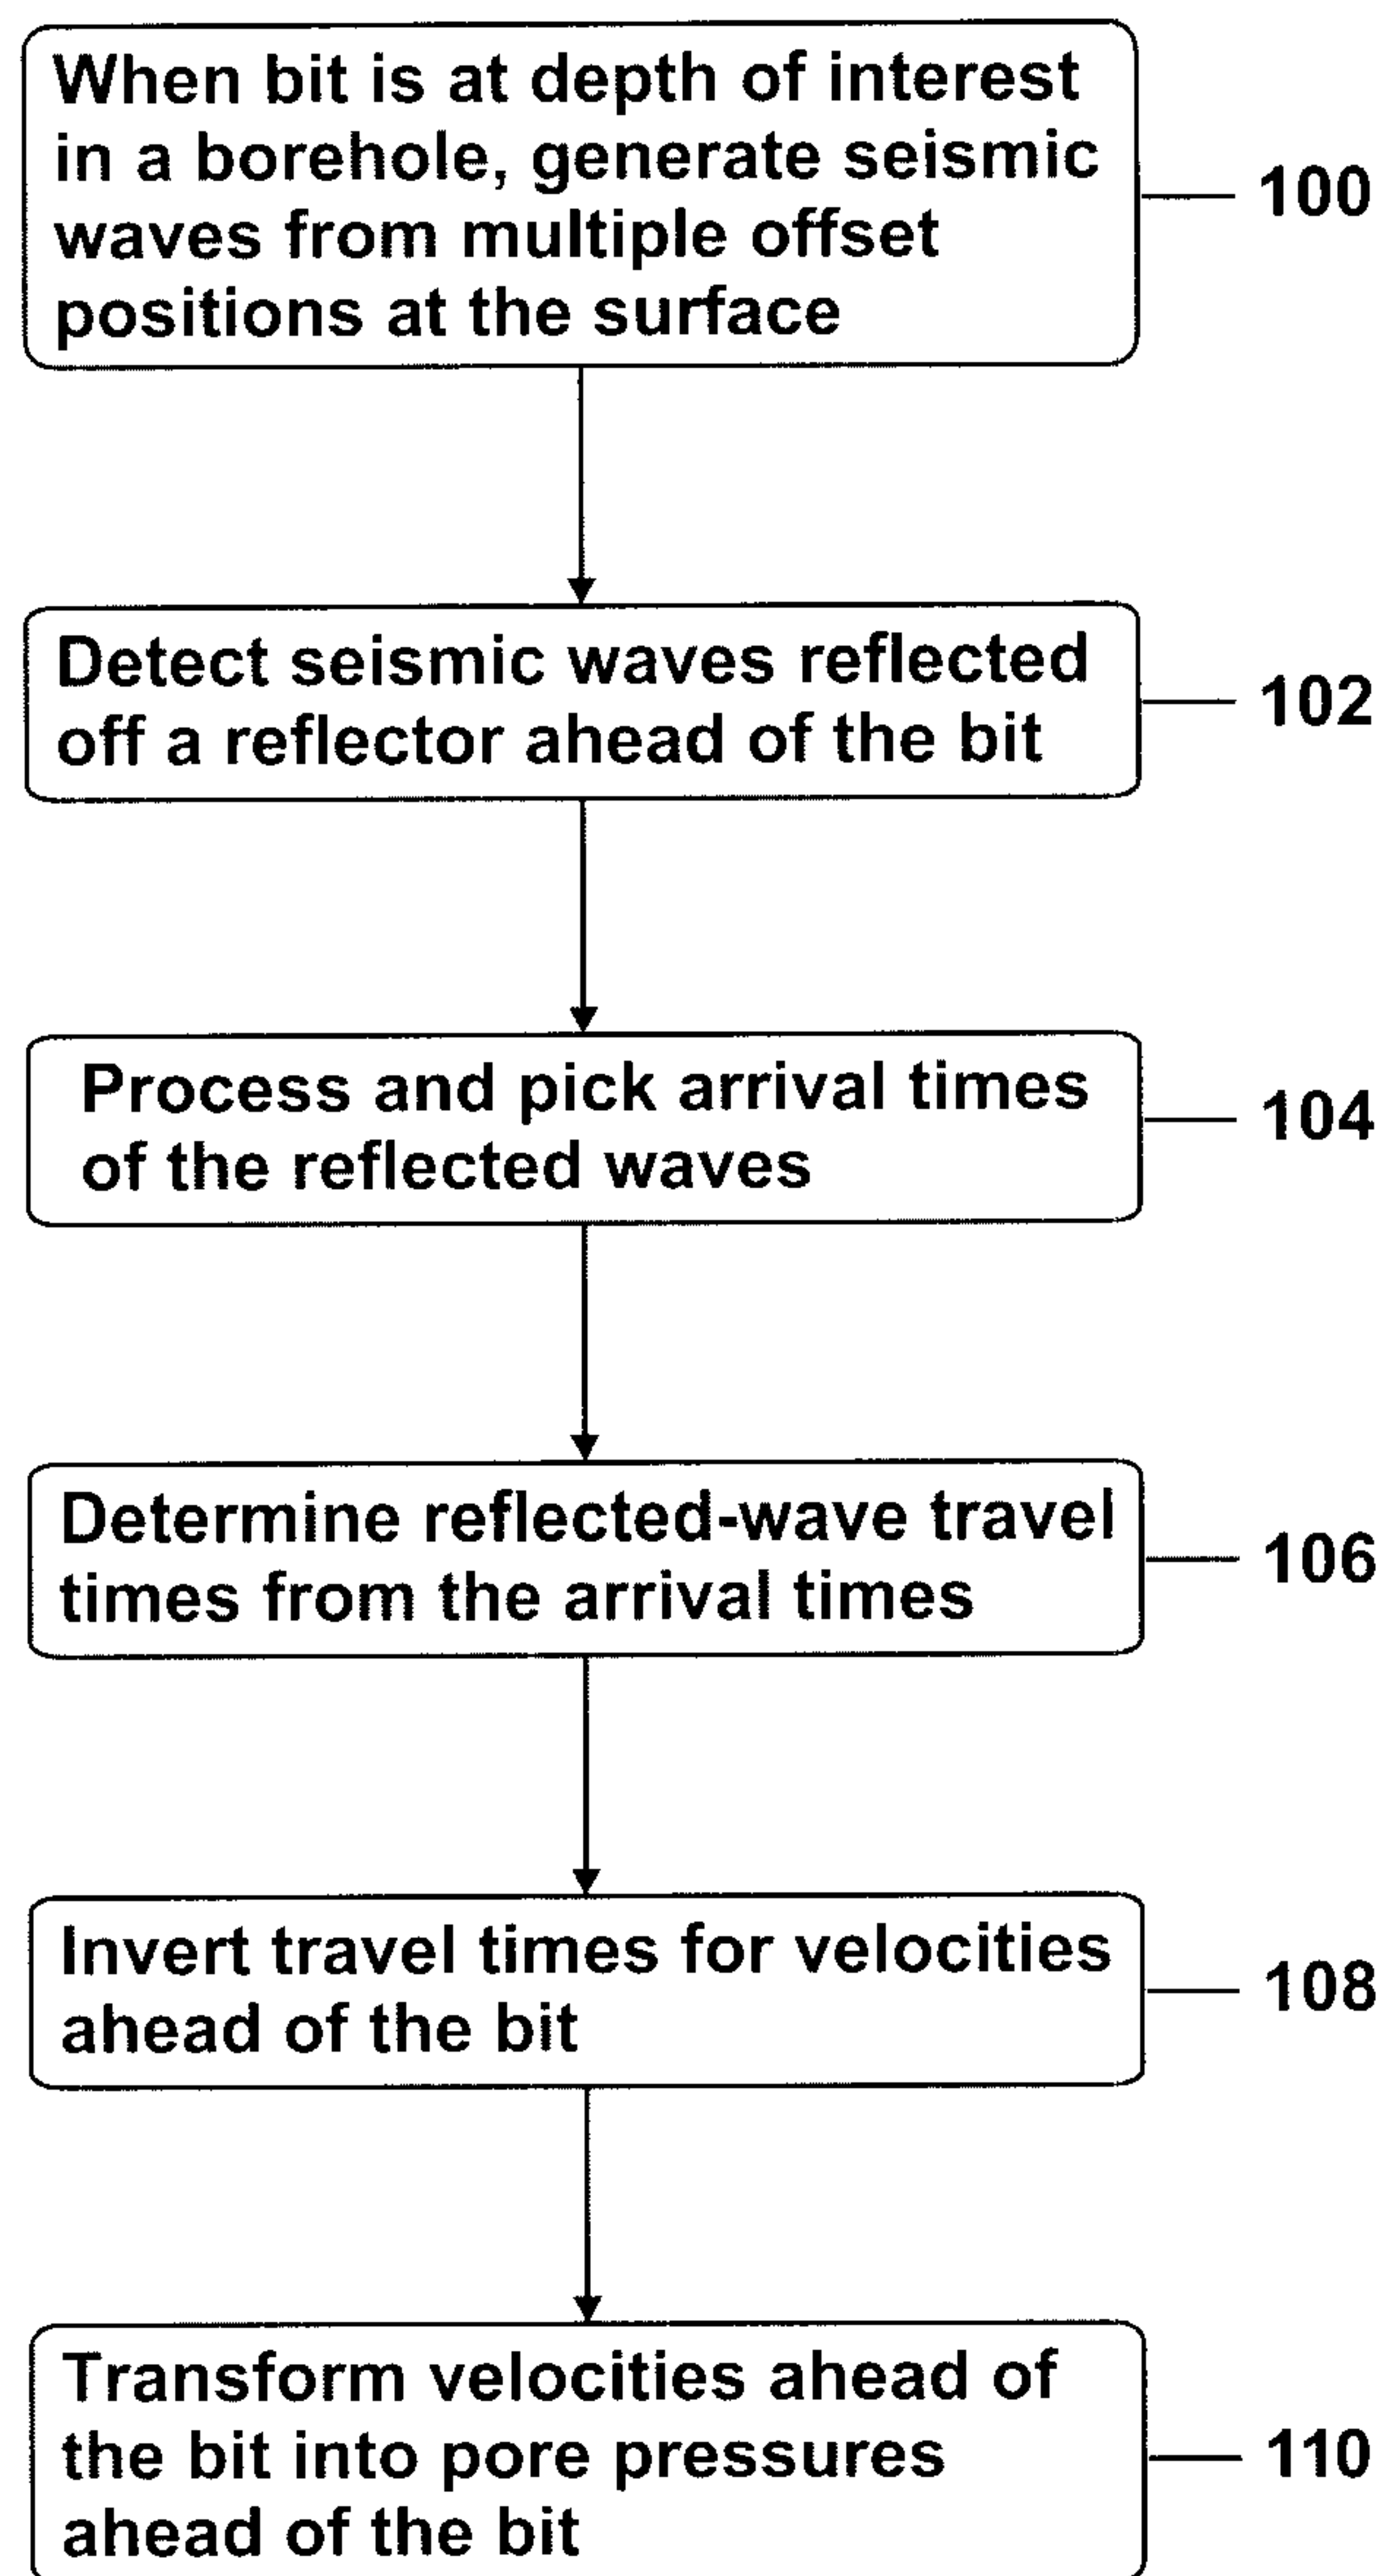 When bit is at depth of interest
in a borehole, generate seismic
waves from multiple offset
positions at the surface
100
Detect seismic waves reflected
off a reflector ahead of the bit
102
Process and pick arrival times
of the reflected waves
104
Determine reflected-wave travel
times from the arrival times
106
Invert travel times for velocities
ahead of the bit
108
Transform velocities ahead of
the bit into pore pressures
ahead of the bit
110